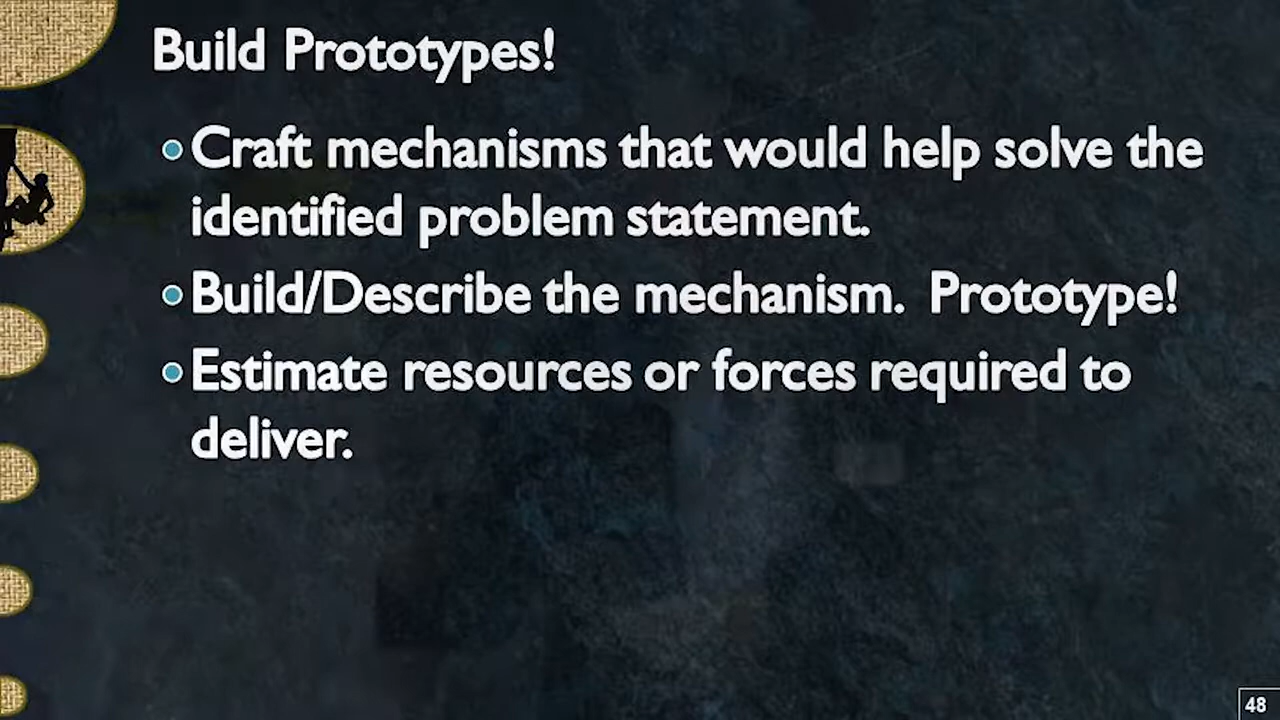 Build Prototypes!
Craft mechanisms that would help solve the
identified problem statement.
Build/Describe the mechanism.  Prototype!
Estimate resources or forces required to
deliver.
48